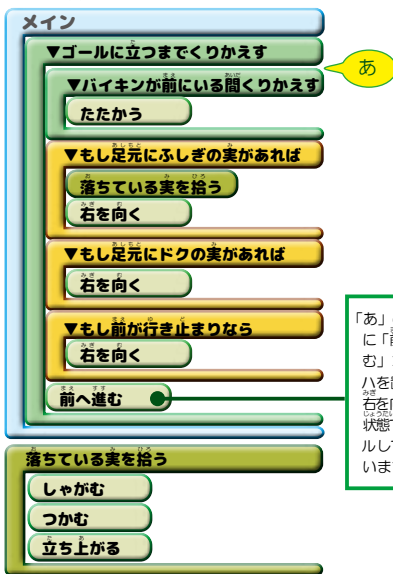 メイン
▼ゴールに立つまでくりかえす
あ
▼バイキンが前にいる間くりかえす
たたかう
▼もし足元にふしぎの実があれば
落ちている実を拾う
右を向く
▼もし足元にドクの実があれば
右を向く
▼もし前が行き止まりなら
右を向く
前へ進む
「あ」
に「前
む」
ハを
右を向
状態で
ルして
います
落ちている実を拾う
しゃがむ
つかむ
立ち上がる